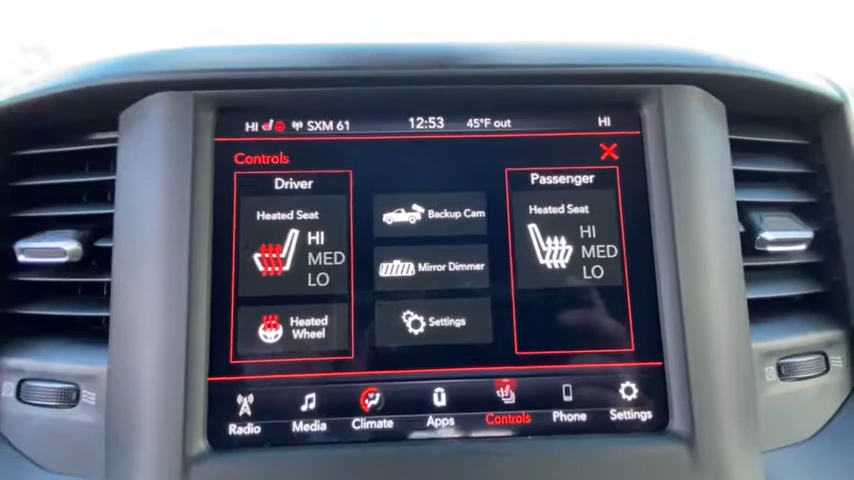 HI SXM 61 12:53 45°F out HI
Controls
Driver
Heated Seat
HI
MED
LO
Heated
Wheel
Backup Cam
Mirror Dimmer
Settings
Passenger
Heated Seat
HI
MED
LO
Radio Media Climate Apps Controls Phone Settings